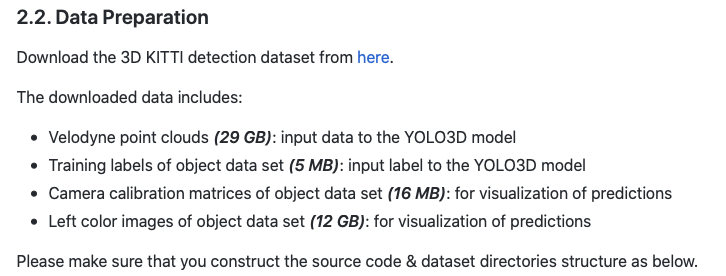 2.2. Data Preparation
Download the 3D KITTI detection dataset from here.
The downloaded data includes:
• Velodyne point clouds (29 GB): input data to the YOLO3D model
• Training labels of object data set (5 MB): input label to the YOLO3D model
• Camera calibration matrices of object data set (16 MB): for visualization of predictions
• Left color images of object data set (12 GB): for visualization of predictions
Please make sure that you construct the source code & dataset directories structure as below.